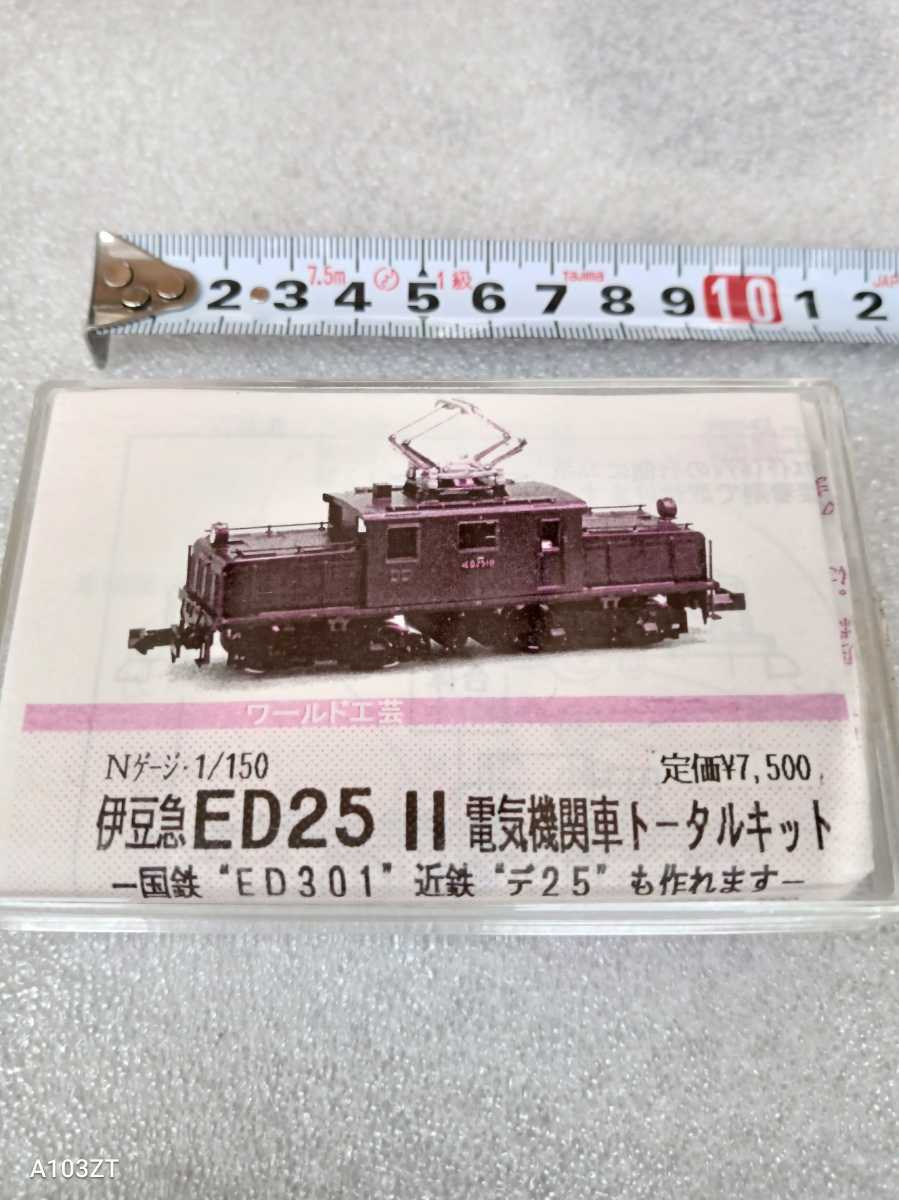 7.5m 1級 Tajima JAP
2 3 4 5 6 7 8 9 10 1 2
ワールド工芸
Nゲージ・1/150 定価¥7,500
伊豆急ED25 II 電気機関車トータルキット
―国鉄“ED301”近鉄“デ25”も作れます―
A103ZT